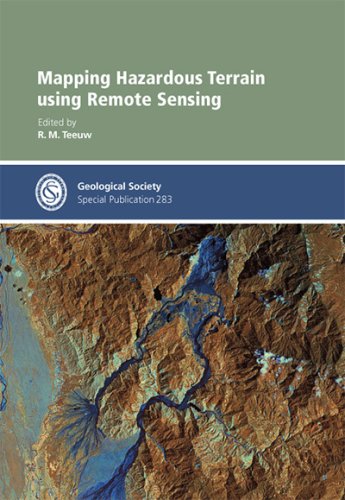 Mapping Hazardous Terrain
using Remote Sensing
Edited by
R. M. Teeuw
Geological Society
Special Publication 283